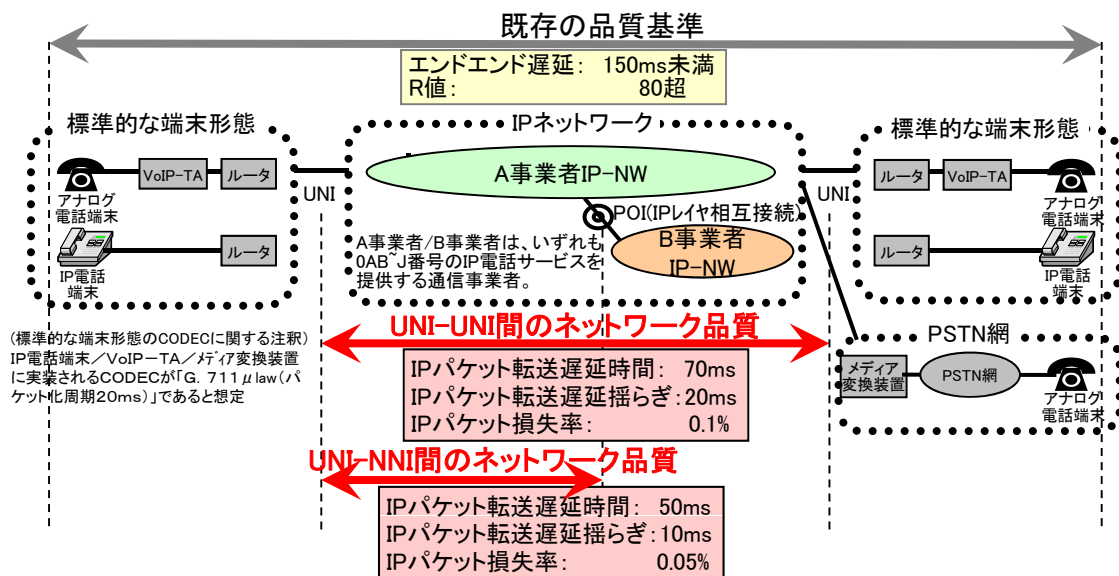 既存の品質基準
エンドエンド遅延: 150ms未満
R値: 80超
標準的な端末形態
VoIP-TA
ルータ
アナログ
電話端末
IP電話
端末
ルータ
UNI
IPネットワーク
A事業者IP-NW
POI(IPレイヤ相互接続)
B事業者
IP-NW
A事業者/B事業者は、いずれも
0AB~J番号のIP電話サービスを
提供する通信事業者。
UNI
標準的な端末形態
ルータ
VoIP-TA
アナログ
電話端末
ルータ
IP電話
端末
(標準的な端末形態のCODECに関する注釈)
IP電話端末/VoIP-TA/メディア変換装置
に実装されるCODECが「G. 711μlaw(パ
ケット化周期20ms)」であると想定
UNI-UNI間のネットワーク品質
IPパケット転送遅延時間: 70ms
IPパケット転送遅延揺らぎ:20ms
IPパケット損失率: 0.1%
PSTN網
メディア
変換装置
PSTN網
アナログ
電話端末
UNI-NNI間のネットワーク品質
IPパケット転送遅延時間: 50ms
IPパケット転送遅延揺らぎ:10ms
IPパケット損失率: 0.05%